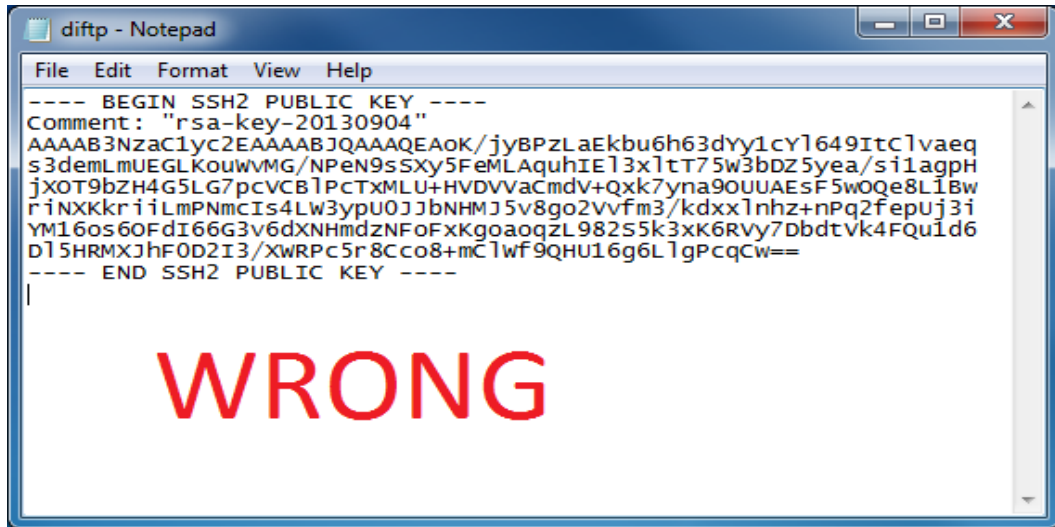 diftp - Notepad
File Edit Format View Help
---- BEGIN SSH2 PUBLIC KEY ----
Comment: "rsa-key-20130904"
AAAAB3NzaC1yc2EAAAABJQAAAQEAoK/jyBPzLaEkbu6h63dYy1cYl649ItClvaeq
s3demLmUEGLKouWvMG/NPeN9sSXy5FeMLAquhIEl3xltT75W3bDZ5yea/si1agpH
jXOT9bZH4G5LG7pcVCBlPcTxMLU+HVDVVaCmdV+Qxk7yna9OUUAEsF5wOQe8L1Bw
riNXKkriiLmPNmcIs4LW3ypU0JJbNHMJ5v8go2Vvfm3/kdxxlnhz+nPq2fepUj3i
YM16os6OFdI66G3v6dXNHmdzNFoFxKgoaoqzL982S5k3xK6RVy7DbdtVk4FQu1d6
Dl5HRMXJhF0D2I3/XWRPc5r8Cco8+mClWf9QHU16g6LlgPcqCw==
---- END SSH2 PUBLIC KEY ----
WRONG